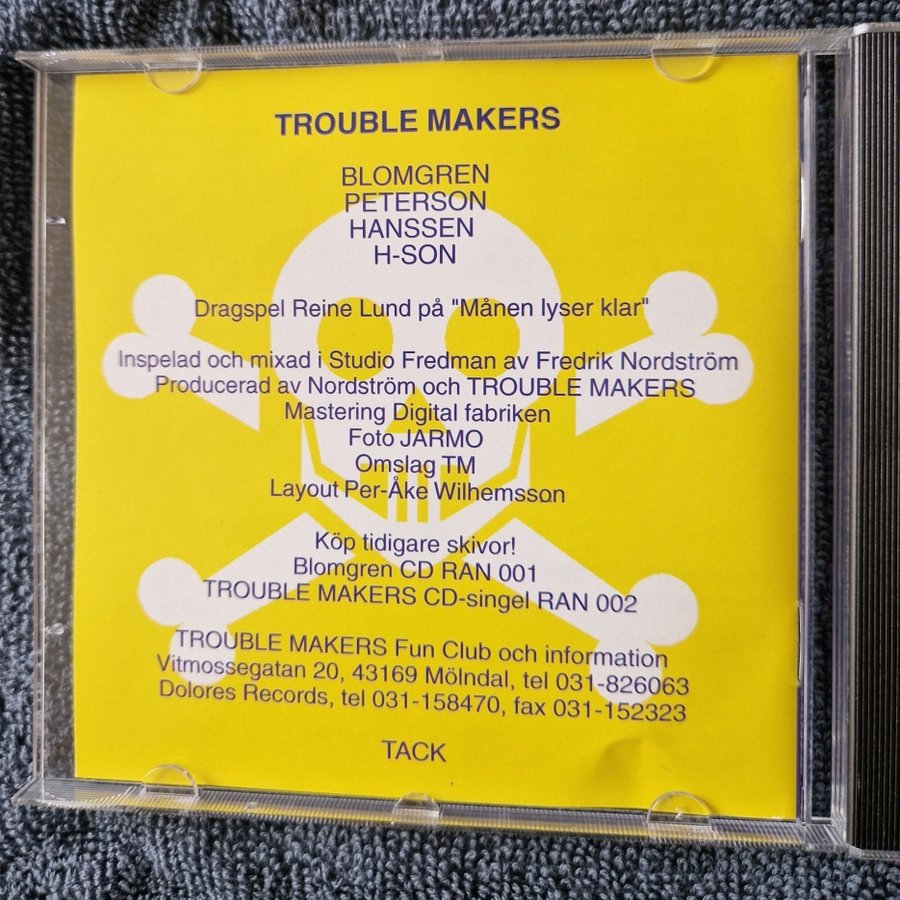 TROUBLE MAKERS
BLOMGREN
PETERSON
HANSSEN
H-SON
Dragspel Reine Lund på "Månen lyser klar"
Inspelad och mixad i Studio Fredman av Fredrik Nordström
Producerad av Nordström och TROUBLE MAKERS
Mastering Digital fabriken
Foto JARMO
Omslag TM
Layout Per-Åke Wilhemsson
Köp tidigare skivor!
Blomgren CD RAN 001
TROUBLE MAKERS CD-singel RAN 002
TROUBLE MAKERS Fun Club och information
Vitmossegatan 20, 43169 Mölndal, tel 031-826063
Dolores Records, tel 031-158470, fax 031-152323
TACK